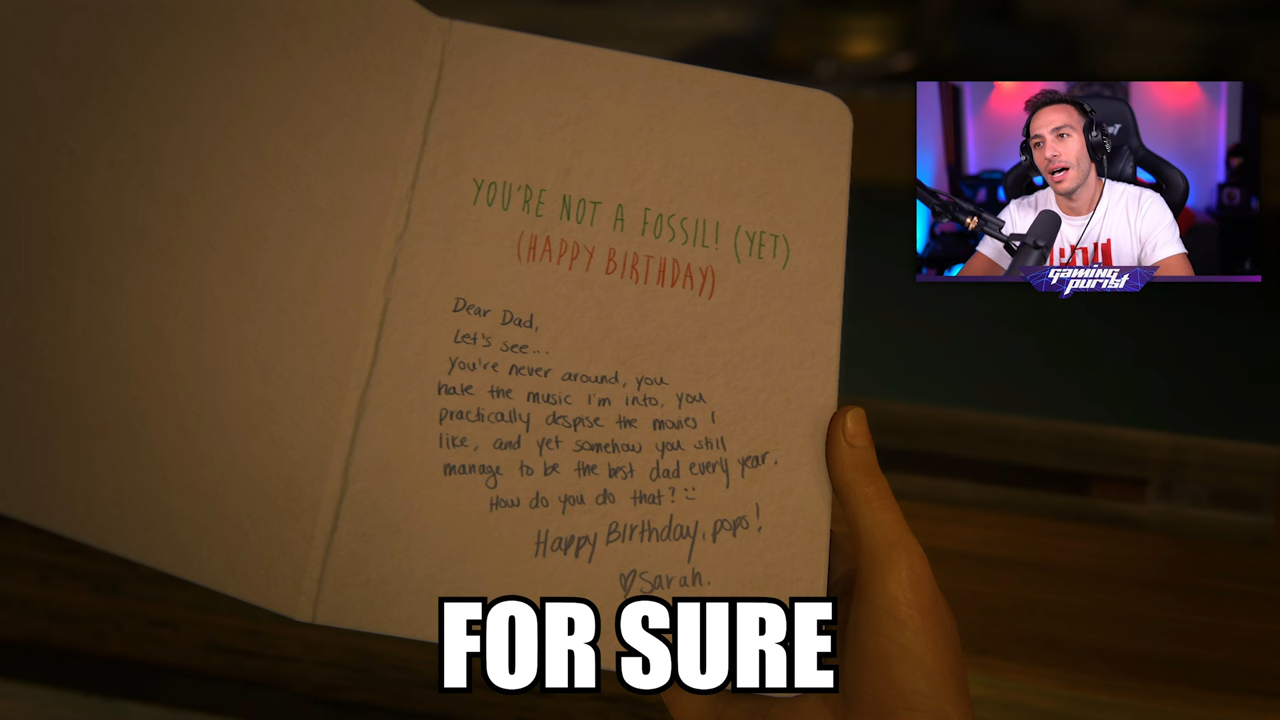 YOU'RE NOT A FOSSIL! (YET)
(HAPPY BIRTHDAY)
Dear Dad,
Let's see...
You're never around, you
hate the music I'm into, you
practically despise the movies I
like, and yet somehow you still
manage to be the best dad every year.
How do you do that? :)
Happy Birthday, pops!
♡ Sarah.
gaming
purist
FOR SURE